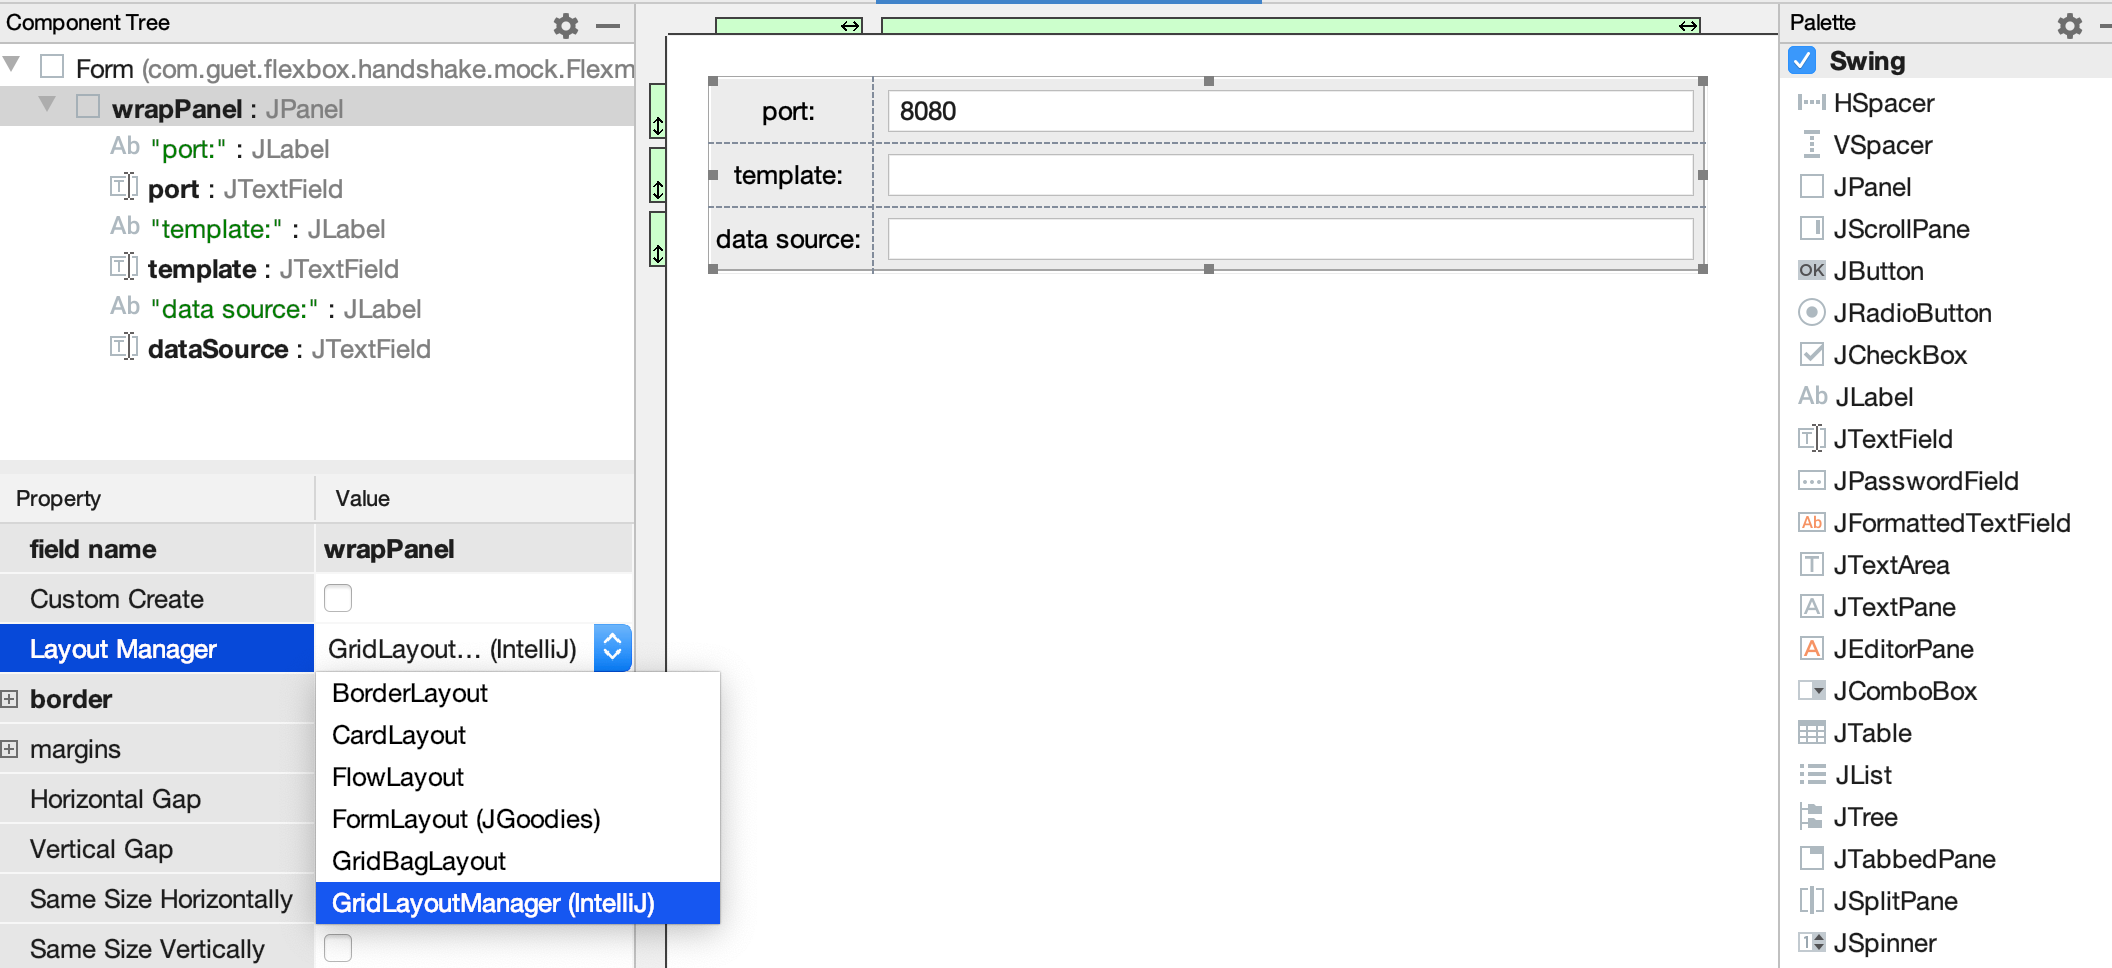 Component Tree
Form (com.guet.flexbox.handshake.mock.Flexm
wrapPanel : JPanel
Ab "port:" : JLabel
T port : JTextField
Ab "template:" : JLabel
T template : JTextField
Ab "data source:" : JLabel
T dataSource : JTextField
Property Value
field name wrapPanel
Custom Create
Layout Manager GridLayout... (IntelliJ)
border
margins
Horizontal Gap
Vertical Gap
Same Size Horizontally
Same Size Vertically
BorderLayout
CardLayout
FlowLayout
FormLayout (JGoodies)
GridBagLayout
GridLayoutManager (IntelliJ)
port: 8080
template:
data source:
Palette
Swing
HSpacer
VSpacer
JPanel
JScrollPane
OK JButton
JRadioButton
JCheckBox
Ab JLabel
T JTextField
JPasswordField
Ab JFormattedTextField
T JTextArea
A JTextPane
A JEditorPane
JComboBox
JTable
JList
JTree
JTabbedPane
JSplitPane
1 JSpinner